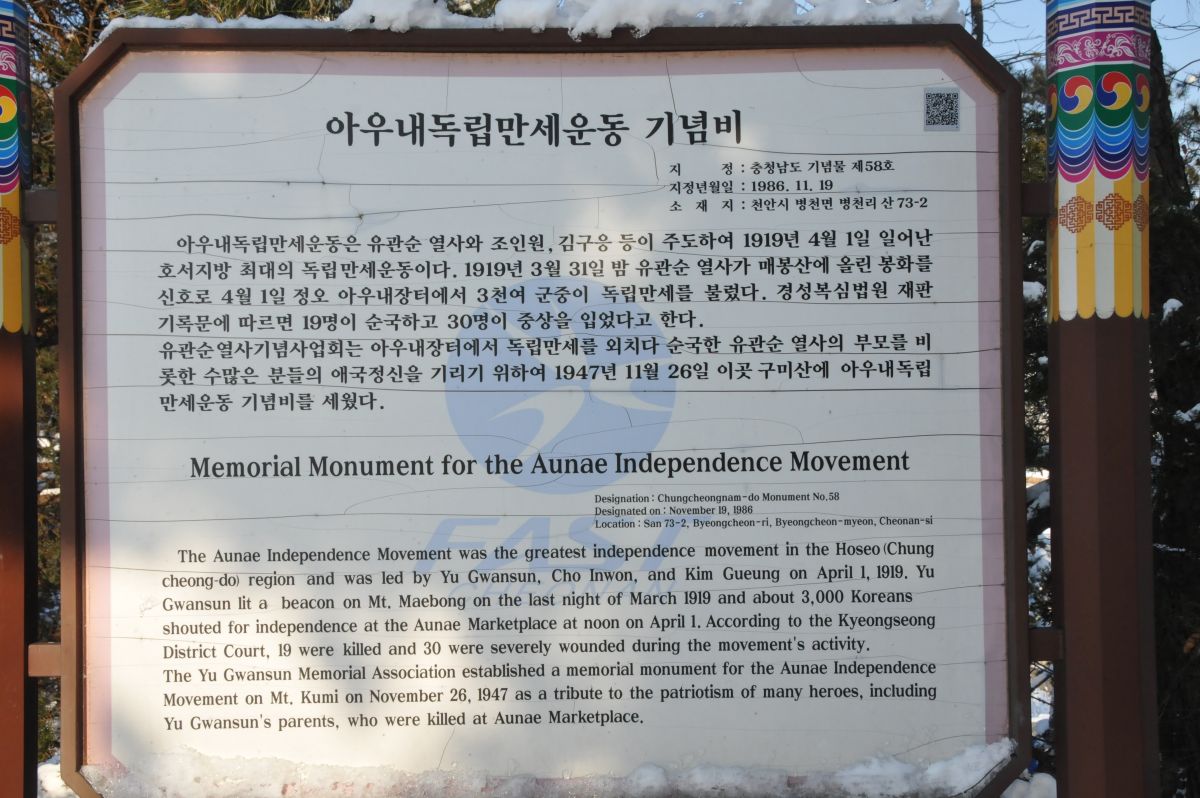 아우내독립만세운동 기념비
지 정 : 충청남도 기념물 제58호
지정년월일 : 1986. 11. 19
소 재 지 : 천안시 병천면 병천리 산 73-2
아우내독립만세운동은 유관순 열사와 조인원, 김구응 등이 주도하여 1919년 4월 1일 일어난
호서지방 최대의 독립만세운동이다. 1919년 3월 31일 밤 유관순 열사가 매봉산에 올린 봉화를
신호로 4월 1일 정오 아우내장터에서 3천여 군중이 독립만세를 불렀다. 경성복심법원 재판
기록문에 따르면 19명이 순국하고 30명이 중상을 입었다고 한다.
유관순열사기념사업회는 아우내장터에서 독립만세를 외치다 순국한 유관순 열사의 부모를 비
롯한 수많은 분들의 애국정신을 기리기 위하여 1947년 11월 26일 이곳 구미산에 아우내독립
만세운동 기념비를 세웠다.
Memorial Monument for the Aunae Independence Movement
Designation : Chungcheongnam-do Monument No.58
Designated on : November 19, 1986
Location : San 73-2, Byeongcheon-ri, Byeongcheon-myeon, Cheonan-si
The Aunae Independence Movement was the greatest independence movement in the Hoseo(Chung
cheong-do) region and was led by Yu Gwansun, Cho Inwon, and Kim Gueung on April 1, 1919. Yu
Gwansun lit a beacon on Mt. Maebong on the last night of March 1919 and about 3,000 Koreans
shouted for independence at the Aunae Marketplace at noon on April 1. According to the Kyeongseong
District Court, 19 were killed and 30 were severely wounded during the movement's activity.
The Yu Gwansun Memorial Association established a memorial monument for the Aunae Independence
Movement on Mt. Kumi on November 26, 1947 as a tribute to the patriotism of many heroes, including
Yu Gwansun's parents, who were killed at Aunae Marketplace.
FAST
CHEONAN